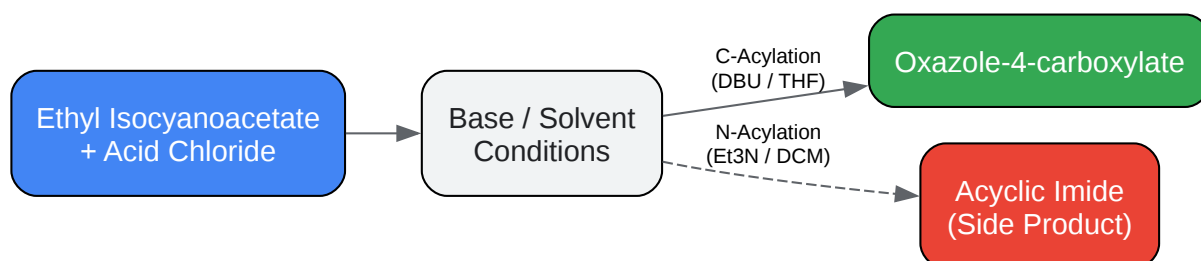 Ethyl Isocyanoacetate
+ Acid Chloride
Base / Solvent
Conditions
C-Acylation
(DBU / THF)
Oxazole-4-carboxylate
N-Acylation
(Et3N / DCM)
Acyclic Imide
(Side Product)